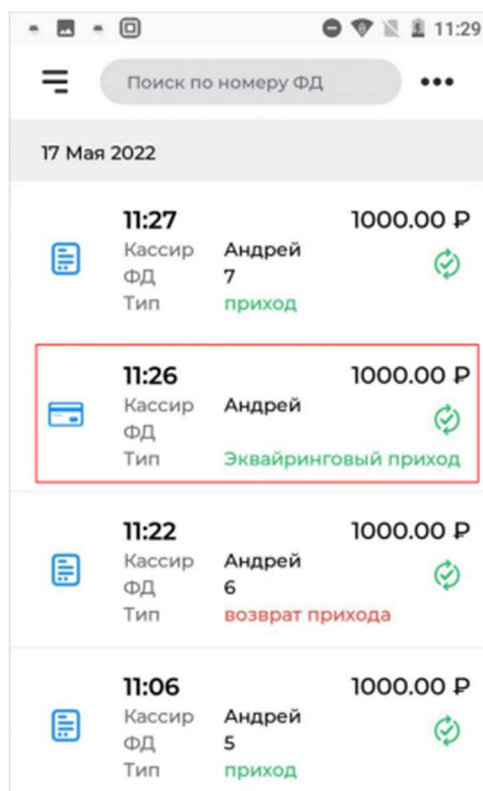 11:29
Поиск по номеру ФД
17 Мая 2022
11:27 1000.00 ₽
Кассир Андрей
ФД 7
Тип приход
11:26 1000.00 ₽
Кассир Андрей
ФД
Тип Эквайринговый приход
11:22 1000.00 ₽
Кассир Андрей
ФД 6
Тип возврат прихода
11:06 1000.00 ₽
Кассир Андрей
ФД 5
Тип приход